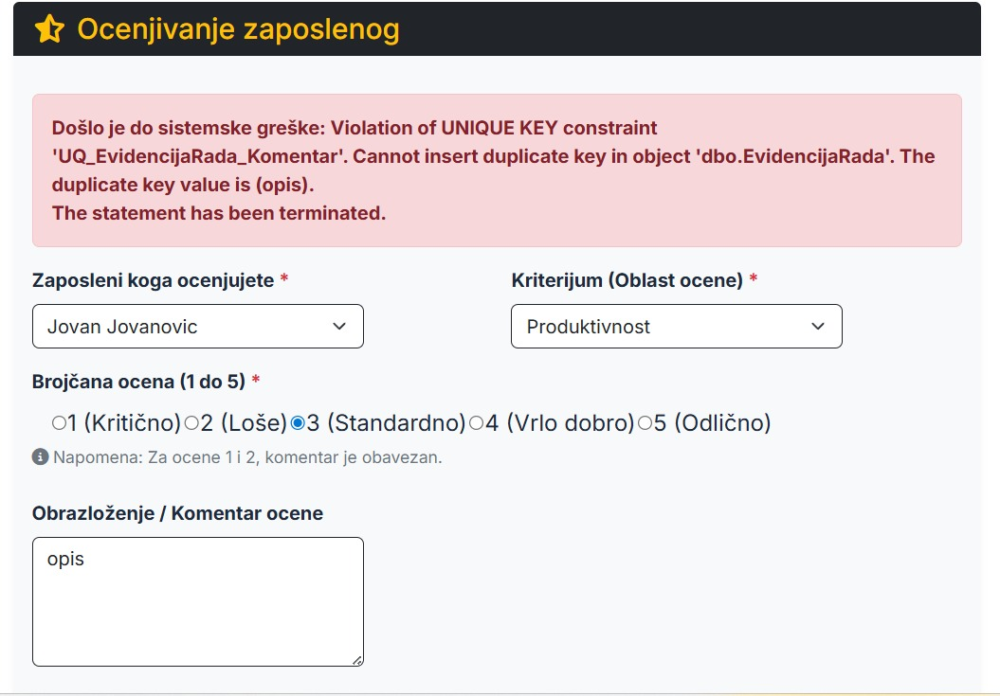 Ocenjivanje zaposlenog
Došlo je do sistemske greške: Violation of UNIQUE KEY constraint
'UQ_EvidencijaRada_Komentar'. Cannot insert duplicate key in object 'dbo.EvidencijaRada'. The
duplicate key value is (opis).
The statement has been terminated.
Zaposleni koga ocenjujete * Kriterijum (Oblast ocene) *
Jovan Jovanovic Produktivnost
Brojčana ocena (1 do 5) *
1 (Kritično) 2 (Loše) 3 (Standardno) 4 (Vrlo dobro) 5 (Odlično)
Napomena: Za ocene 1 i 2, komentar je obavezan.
Obrazloženje / Komentar ocene
opis